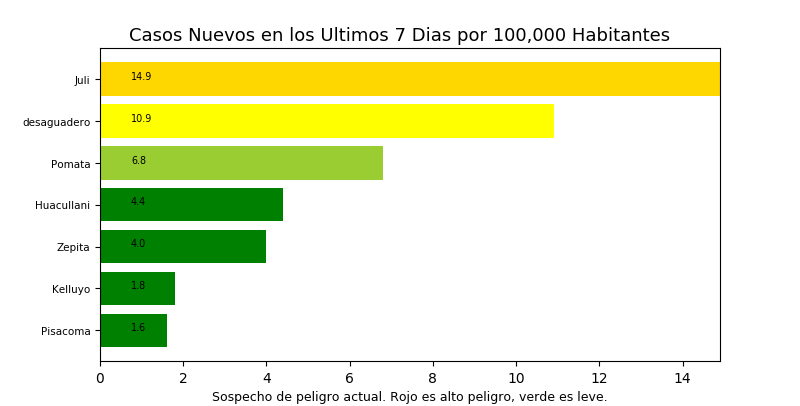 Casos Nuevos en los Ultimos 7 Dias por 100,000 Habitantes
Juli 14.9
desaguadero 10.9
Pomata 6.8
Huacullani 4.4
Zepita 4.0
Kelluyo 1.8
Pisacoma 1.6
0 2 4 6 8 10 12 14
Sospecho de peligro actual. Rojo es alto peligro, verde es leve.